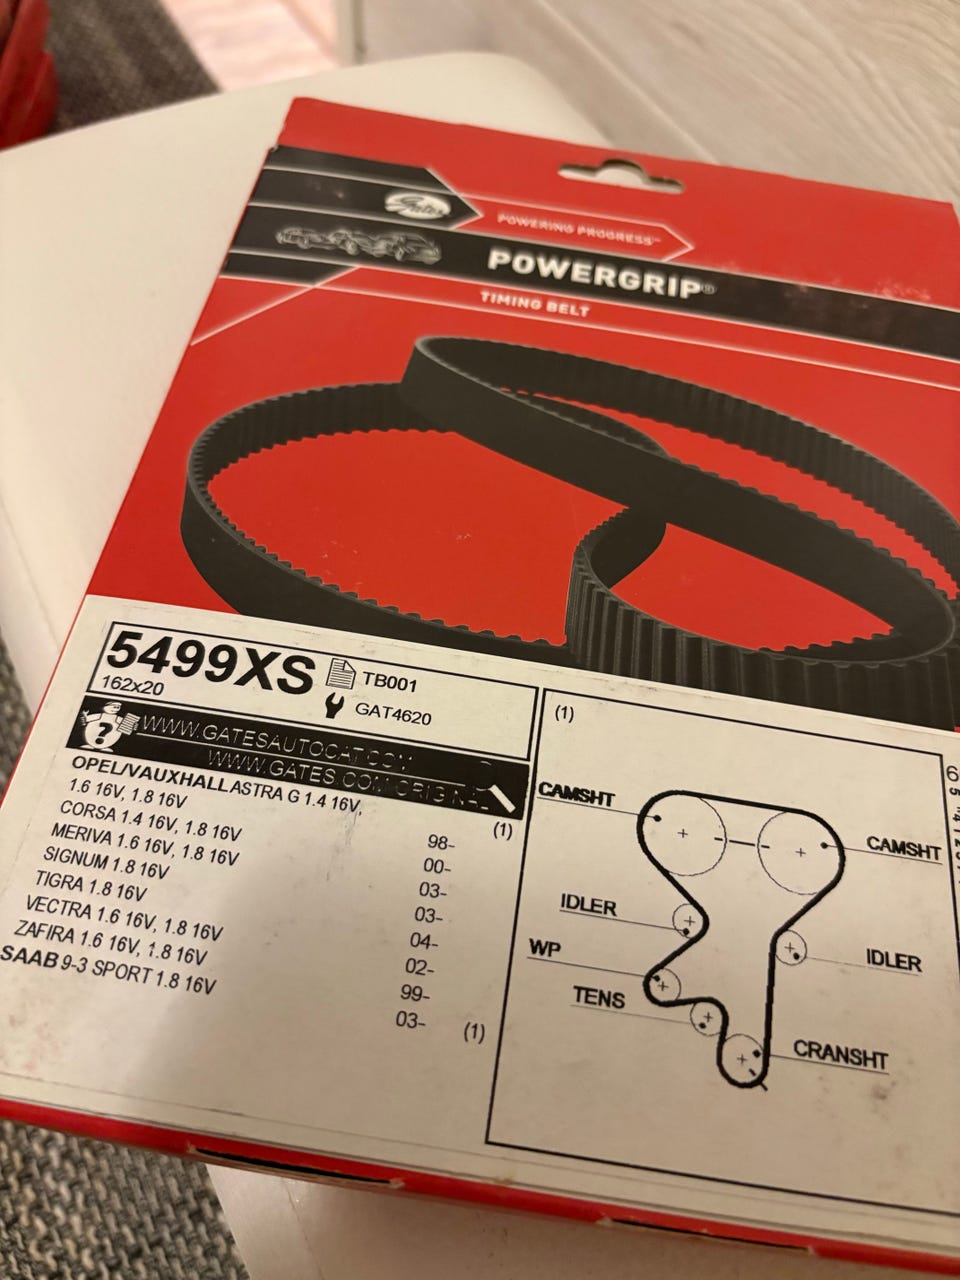 Gates
POWERING PROGRESS™
POWERGRIP®
TIMING BELT
5499XS
TB001
162x20
GAT4620
?
WWW.GATESAUTOCAT.COM
OPEL/VAUXHALL ASTRA G 1.4 16V,
(1)
1.6 16V, 1.8 16V
98-
CORSA 1.4 16V, 1.8 16V
00-
MERIVA 1.6 16V, 1.8 16V
03-
SIGNUM 1.8 16V
03-
TIGRA 1.8 16V
04-
VECTRA 1.6 16V, 1.8 16V
02-
ZAFIRA 1.6 16V, 1.8 16V
99-
SAAB 9-3 SPORT 1.8 16V
03- (1)
(1)
CAMSHT
CAMSHT
IDLER
IDLER
WP
TENS
CRANSHT